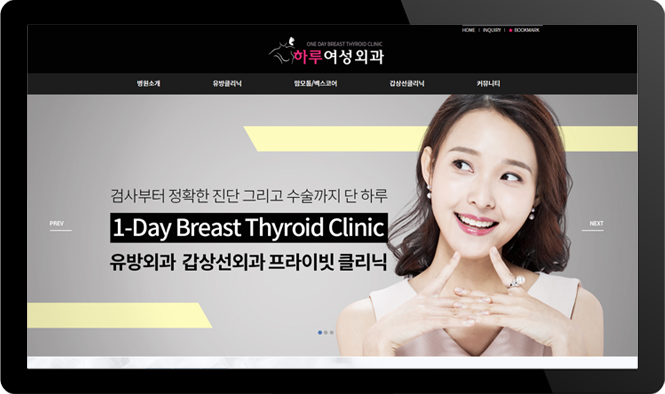 HOME | INQUIRY | ★ BOOKMARK
ONE DAY BREAST THYROID CLINIC
하루여성외과
병원소개 유방클리닉 맘모톰/벡스코어 갑상선클리닉 커뮤니티
검사부터 정확한 진단 그리고 수술까지 단 하루
1-Day Breast Thyroid Clinic
유방외과 갑상선외과 프라이빗 클리닉
PREV
NEXT